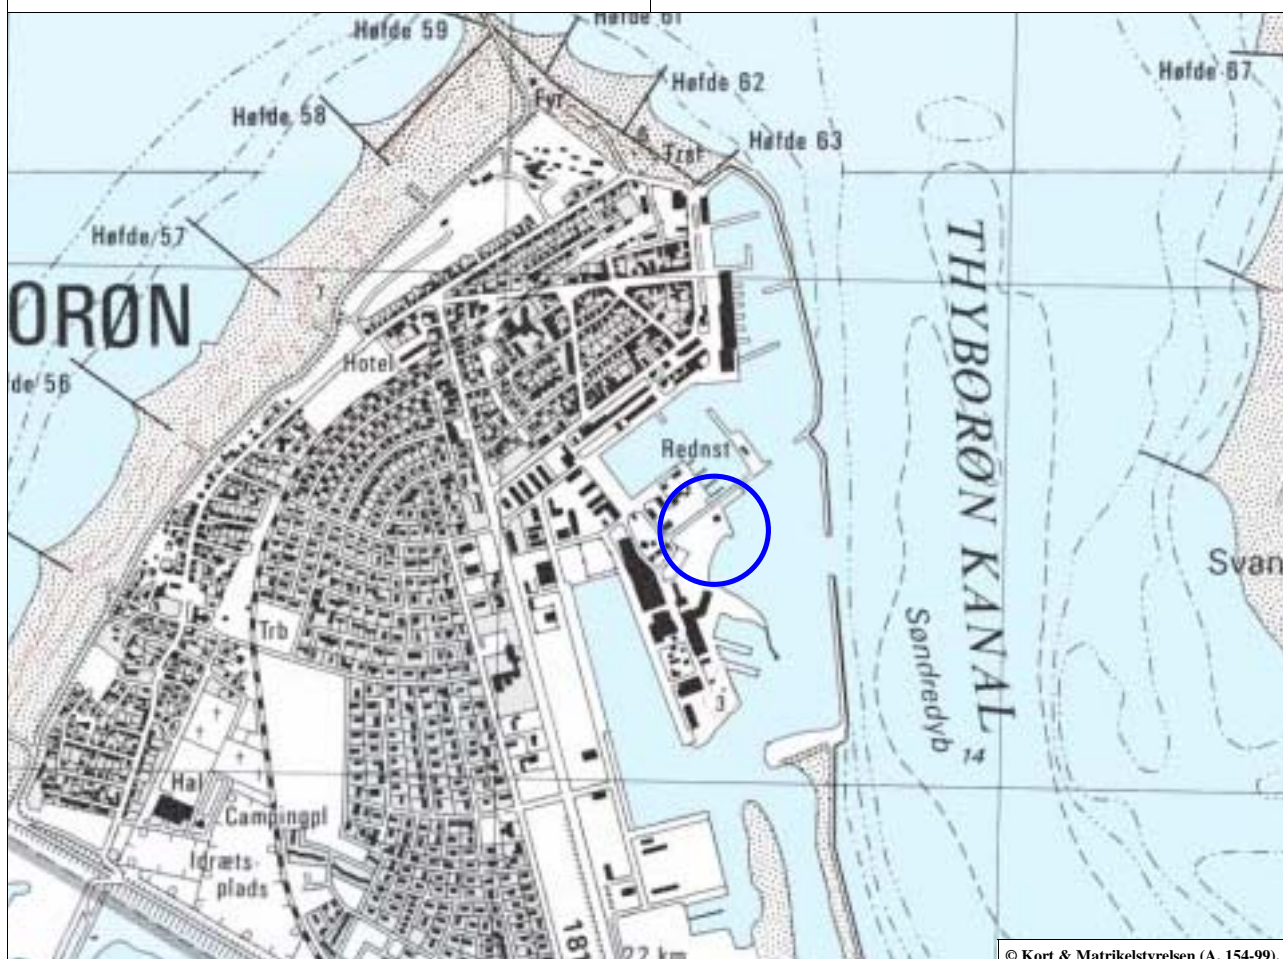 Høfde 59
Høfde 61
Høfde 62
Høfde 67
Fyr
Høfde 58
Høfde 63
Trst
Høfde 57
7
ORØN
THYBORØN KANAL
Hotel
de 56
Rednst
Svan
Søndredyb
Trb
3
14
Hal
Campingpl
Idræts-
plads
181
22 km
© Kort & Matrikelstyrelsen (A. 154-99).